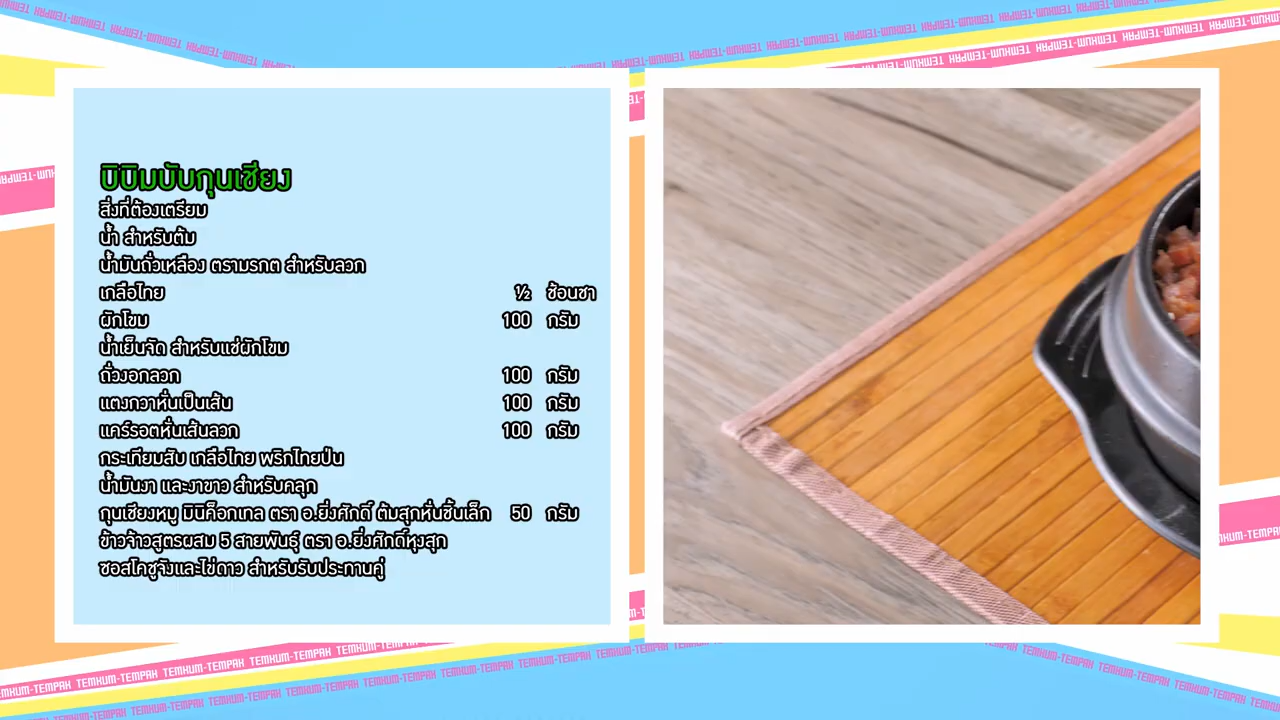 บิบิมบับกุนเชียง
สิ่งที่ต้องเตรียม
น้ำ สำหรับต้ม
น้ำมันถั่วเหลือง ตรามรกต สำหรับลวก
เกลือไทย ½ ช้อนชา
ผักโขม 100 กรัม
น้ำเย็นจัด สำหรับแช่ผักโขม
ถั่วงอกลวก 100 กรัม
แตงกวาหั่นเป็นเส้น 100 กรัม
แคร์รอตหั่นเส้นลวก 100 กรัม
กระเทียมสับ เกลือไทย พริกไทยป่น
น้ำมันงา และงาขาว สำหรับคลุก
กุนเชียงหมู มินิค็อกเทล ตรา อ.ยิ่งศักดิ์ ต้มสุกหั่นชิ้นเล็ก 50 กรัม
ข้าวจ้าวสูตรผสม 5 สายพันธุ์ ตรา อ.ยิ่งศักดิ์หุงสุก
ซอสโคชูจังและไข่ดาว สำหรับรับประทานคู่
TEMKUM-TEMPAK TEMKUM-TEMPAK TEMKUM-TEMPAK TEMKUM-TEMPAK